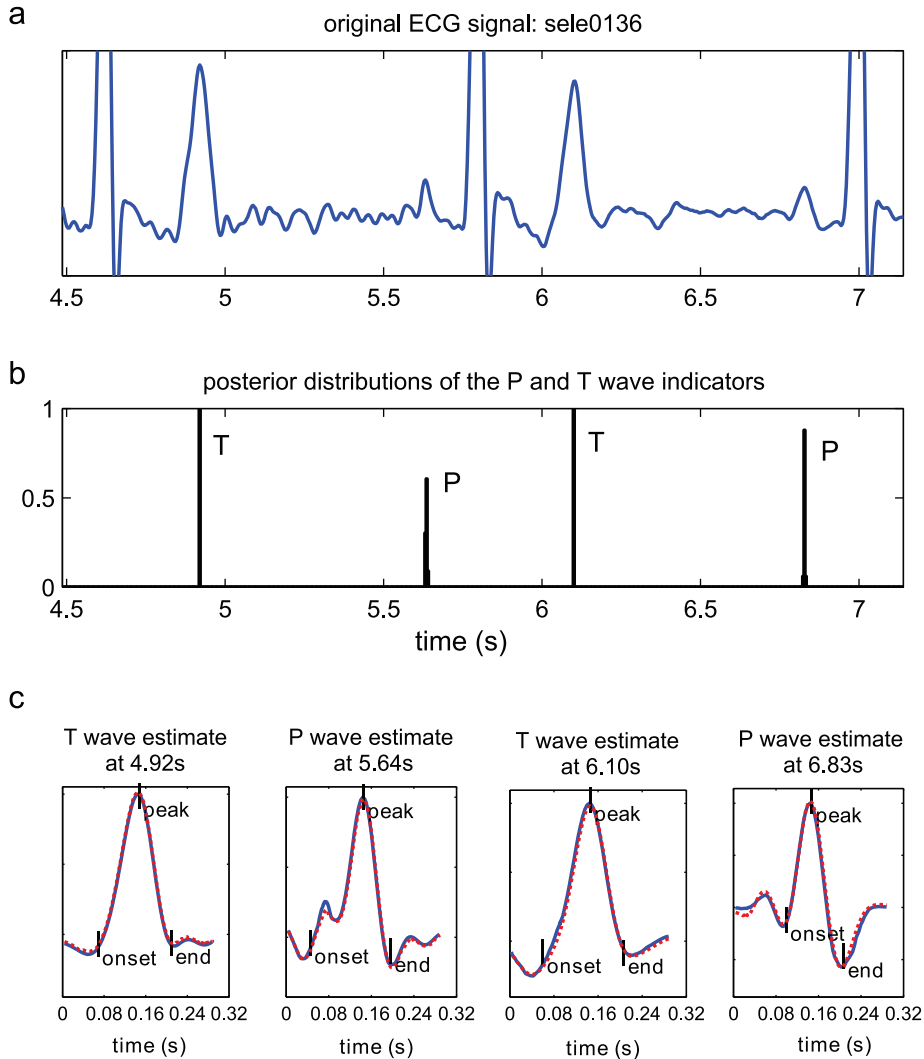 a
original ECG signal: sele0136
4.5 5 5.5 6 6.5 7
b
posterior distributions of the P and T wave indicators
1
0.5
0
T
P
T
P
4.5 5 5.5 6 6.5 7
time (s)
c
T wave estimate
at 4.92s
peak
onset
end
0 0.08 0.16 0.24 0.32
time (s)
P wave estimate
at 5.64s
peak
onset
end
0 0.08 0.16 0.24 0.32
time (s)
T wave estimate
at 6.10s
peak
onset
end
0 0.08 0.16 0.24 0.32
time (s)
P wave estimate
at 6.83s
peak
onset
end
0 0.08 0.16 0.24 0.32
time (s)